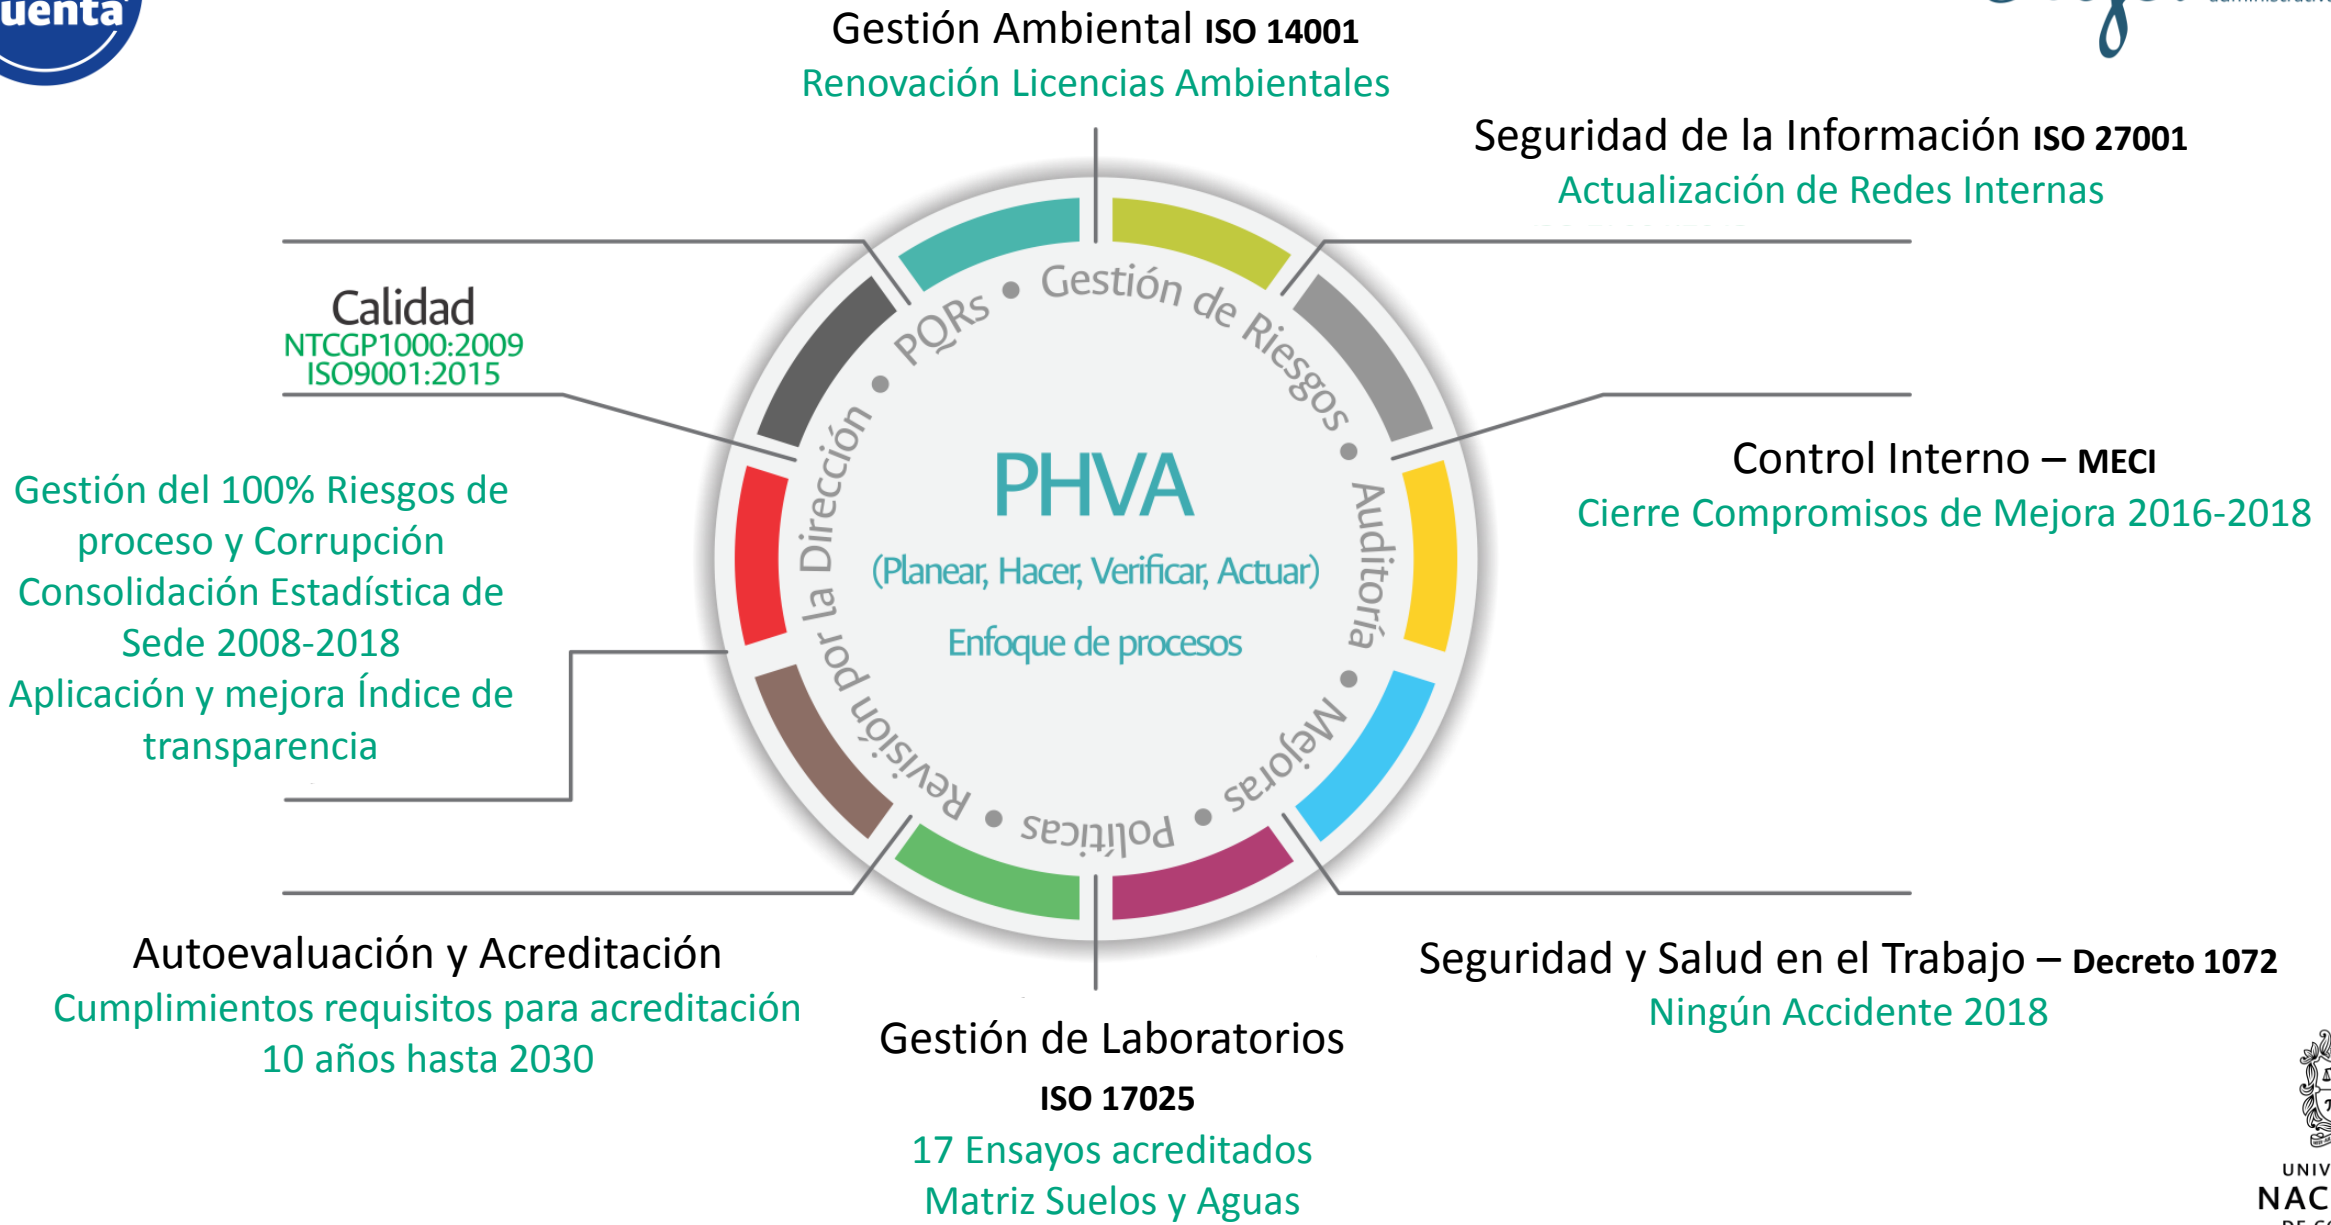 Gestión Ambiental ISO 14001
Renovación Licencias Ambientales
Seguridad de la Información ISO 27001
Actualización de Redes Internas
Calidad
NTCGP1000:2009
ISO9001:2015
Gestión del 100% Riesgos de
proceso y Corrupción
Consolidación Estadística de
Sede 2008-2018
Aplicación y mejora Índice de
transparencia
PQRs • Gestión de Riesgos • Auditoría • Mejoras • Políticas • Revisión por la Dirección •
PHVA
(Planear, Hacer, Verificar, Actuar)
Enfoque de procesos
Control Interno – MECI
Cierre Compromisos de Mejora 2016-2018
Autoevaluación y Acreditación
Cumplimientos requisitos para acreditación
10 años hasta 2030
Gestión de Laboratorios
ISO 17025
17 Ensayos acreditados
Matriz Suelos y Aguas
Seguridad y Salud en el Trabajo – Decreto 1072
Ningún Accidente 2018